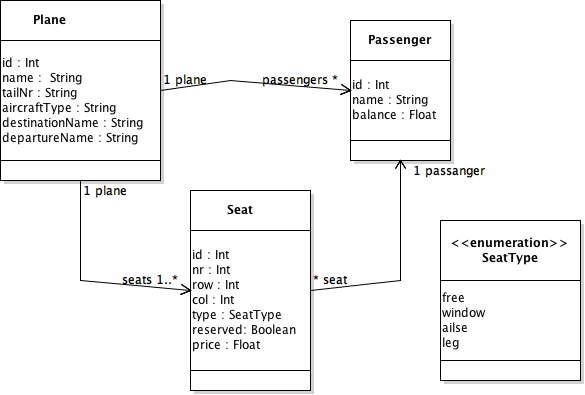 Plane
id : Int
name :  String
tailNr : String
aircraftType : String
destinationName : String
departureName : String
1 plane
passengers *
Passenger
id : Int
name : String
balance : Float
1 plane
seats 1..*
Seat
id : Int
nr : Int
row : Int
col : Int
type : SeatType
reserved: Boolean
price : Float
* seat
1 passanger
<<enumeration>>
SeatType
free
window
ailse
leg